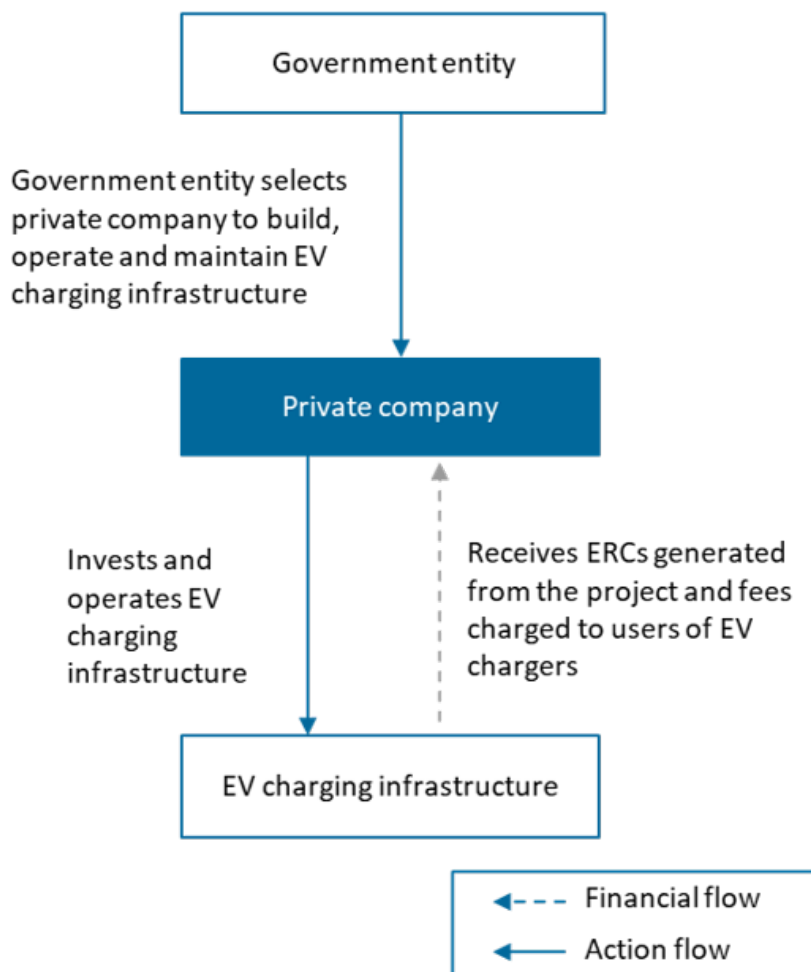 Government entity
Government entity selects
private company to build,
operate and maintain EV
charging infrastructure
Private company
Invests and
operates EV
charging
infrastructure
Receives ERCs generated
from the project and fees
charged to users of EV
chargers
EV charging infrastructure
Financial flow
Action flow